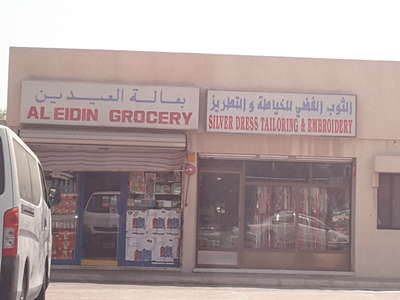 بقالة العيدين
AL EIDIN GROCERY
الثوب الفضي للخياطة و التطريز
SILVER DRESS TAILORING & EMBROIDERY